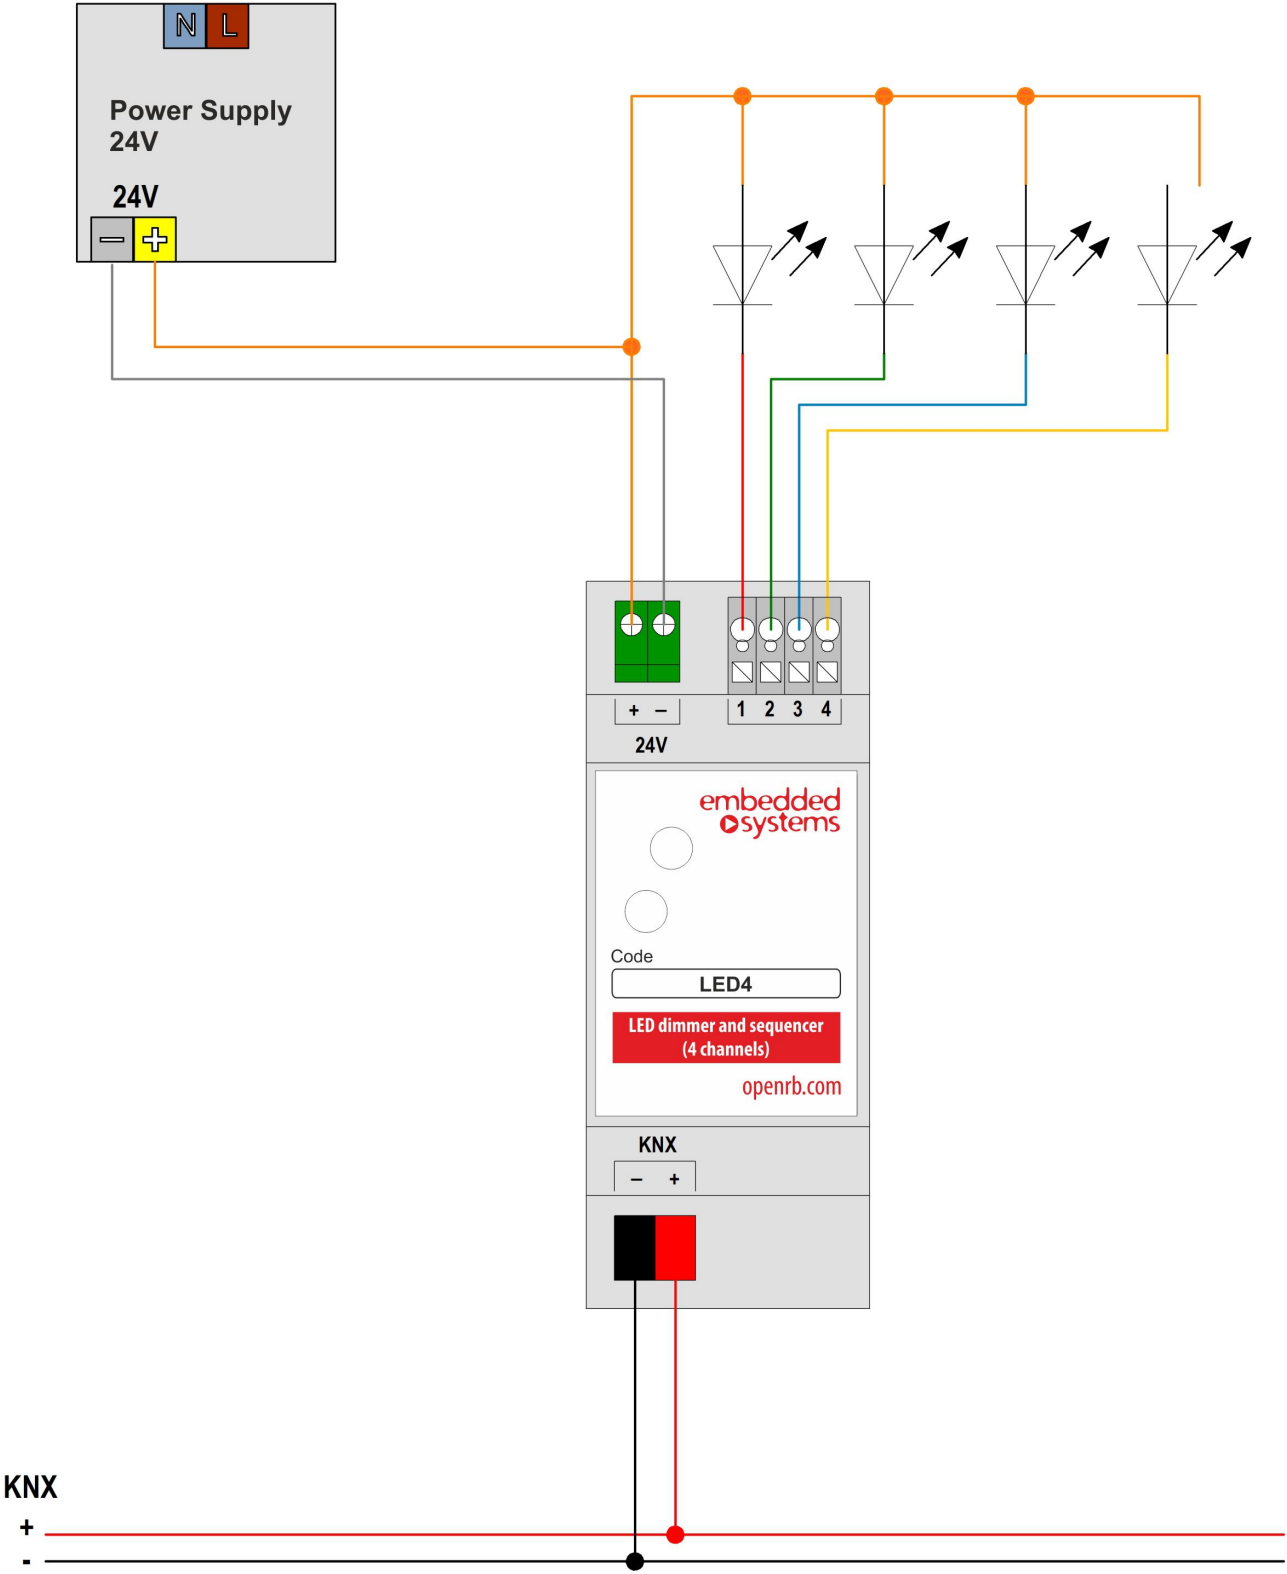 N L
Power Supply
24V
24V
+ −
1 2 3 4
24V
embedded
systems
Code
LED4
LED dimmer and sequencer
(4 channels)
openrb.com
KNX
− +
KNX
+
-